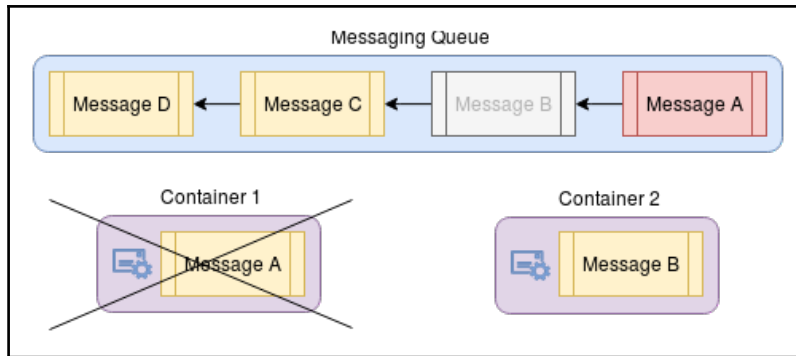 Messaging Queue
Message D
Message C
Message B
Message A
Container 1
Container 2
Message A
Message B